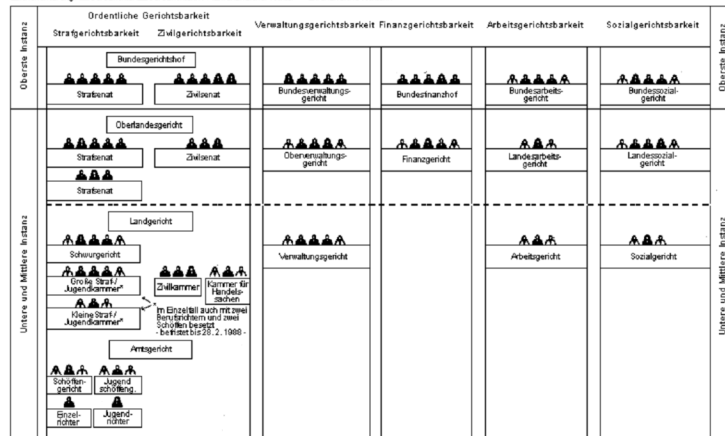 Ordentliche Gerichtsbarkeit
Strafgerichtsbarkeit
Zivilgerichtsbarkeit
Verwaltungsgerichtsbarkeit
Finanzgerichtsbarkeit
Arbeitsgerichtsbarkeit
Sozialgerichtsbarkeit
Oberste Instanz
Bundesgerichtshof
Strafsenat
Zivilsenat
Bundesverwaltungs-
gericht
Bundesfinanzhof
Bundesarbeits-
gericht
Bundessozial-
gericht
Oberste Instanz
Untere und Mittlere Instanz
Oberlandesgericht
Strafsenat
Zivilsenat
Oberverwaltungs-
gericht
Finanzgericht
Landesarbeits-
gericht
Landessozial-
gericht
Strafsenat
Landgericht
Schwurgericht
Verwaltungsgericht
Arbeitsgericht
Sozialgericht
Große Straf-/
Jugendkammer*
Zivilkammer
Kammer für
Handels-
sachen
Kleine Straf-/
Jugendkammer*
Im Einzelfall auch mit zwei
Berufsrichtern und zwei
Schöffen besetzt
- befristet bis 28.2.1988 -
Amtsgericht
Schöffen-
gericht
Jugend
schöffeng.
Einzel-
richter
Jugend-
richter
Untere und Mittlere Instanz